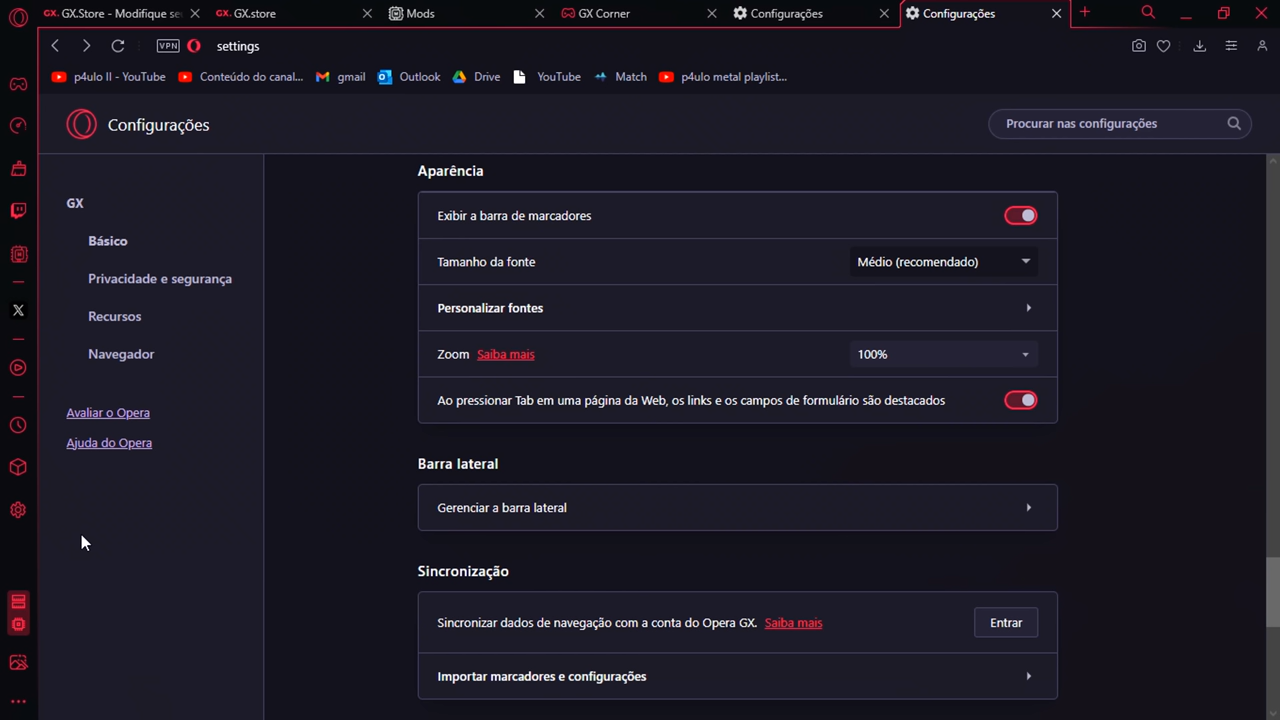 GX.Store - Modifique se
GX.store
Mods
GX Corner
Configurações
Configurações
VPN
settings
p4ulo II - YouTube
Conteúdo do canal...
gmail
Outlook
Drive
YouTube
Match
p4ulo metal playlist...
Configurações
Procurar nas configurações
GX
Básico
Privacidade e segurança
Recursos
Navegador
Avaliar o Opera
Ajuda do Opera
Aparência
Exibir a barra de marcadores
Tamanho da fonte
Médio (recomendado)
Personalizar fontes
Zoom Saiba mais
100%
Ao pressionar Tab em uma página da Web, os links e os campos de formulário são destacados
Barra lateral
Gerenciar a barra lateral
Sincronização
Sincronizar dados de navegação com a conta do Opera GX. Saiba mais
Entrar
Importar marcadores e configurações